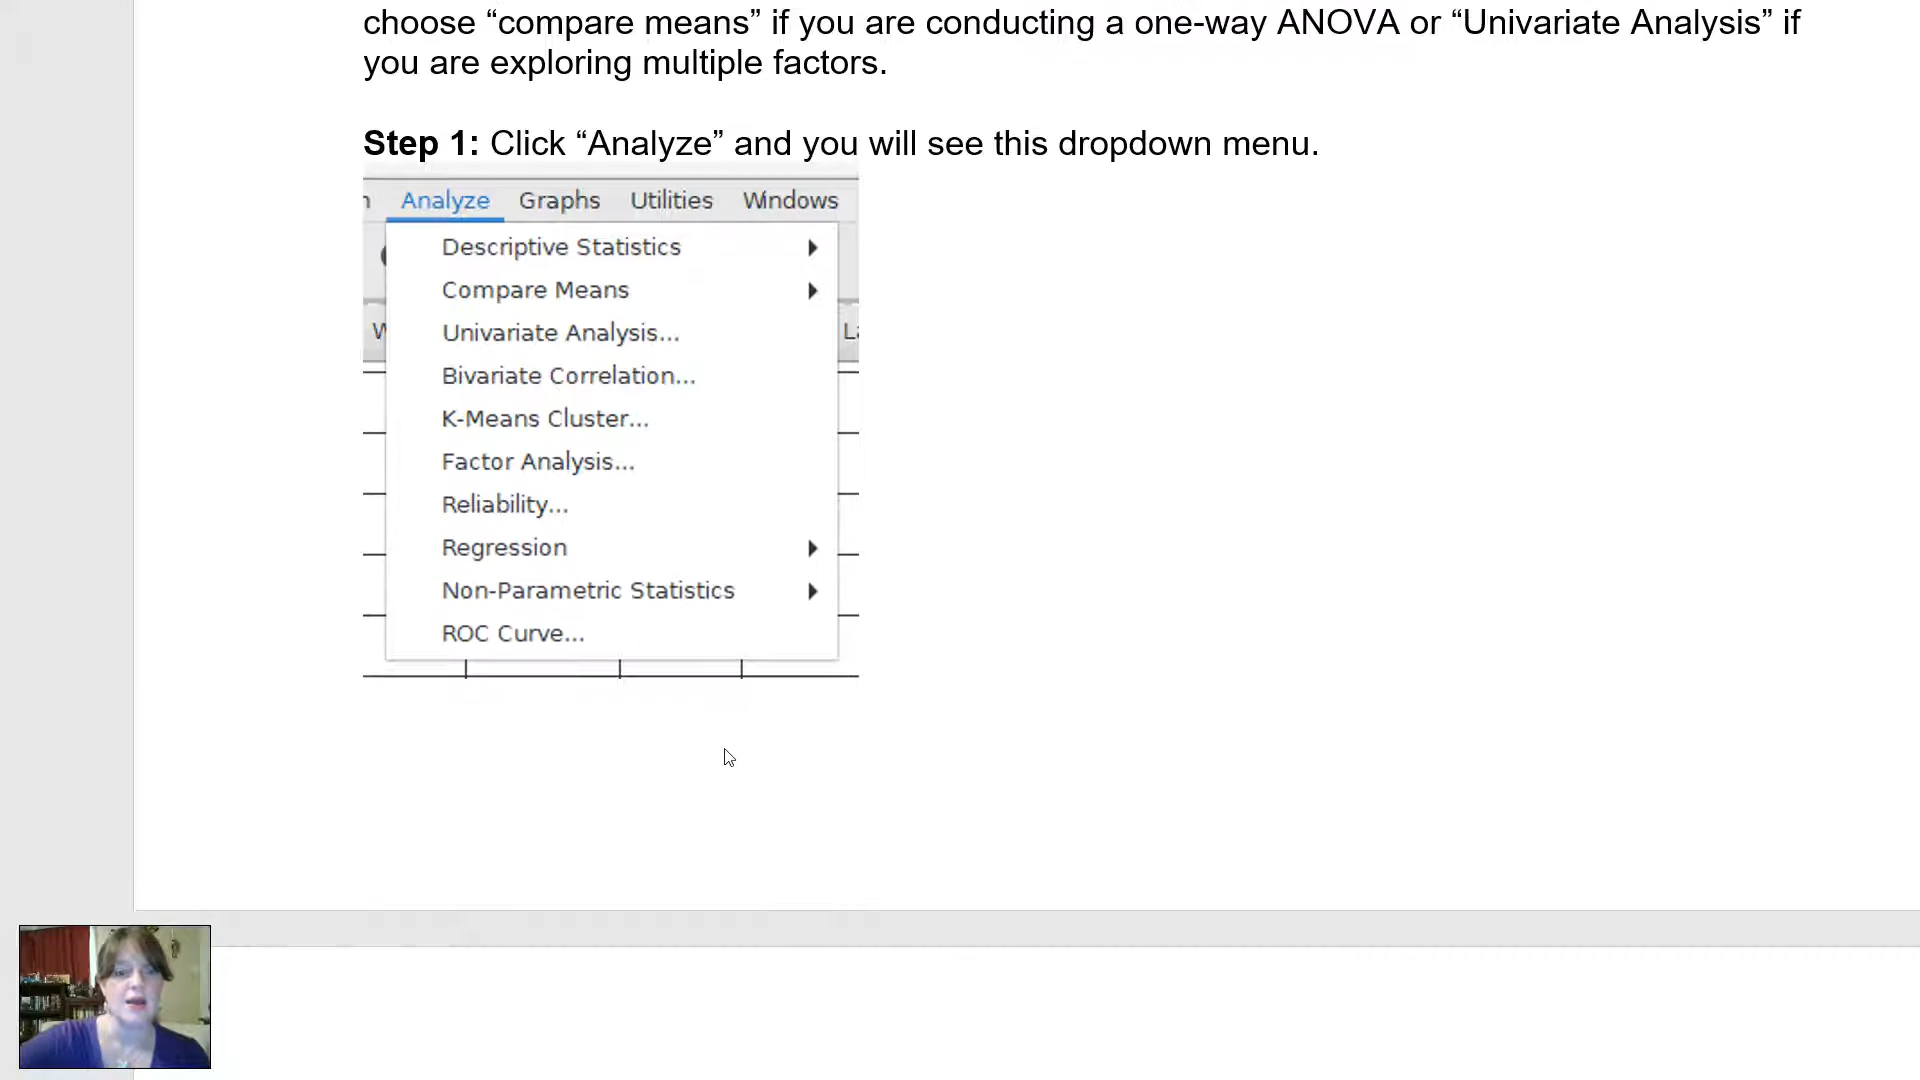 choose “compare means” if you are conducting a one-way ANOVA or “Univariate Analysis” if
you are exploring multiple factors.
Step 1: Click “Analyze” and you will see this dropdown menu.
Analyze Graphs Utilities Windows
Descriptive Statistics
Compare Means
Univariate Analysis...
Bivariate Correlation...
K-Means Cluster...
Factor Analysis...
Reliability...
Regression
Non-Parametric Statistics
ROC Curve...